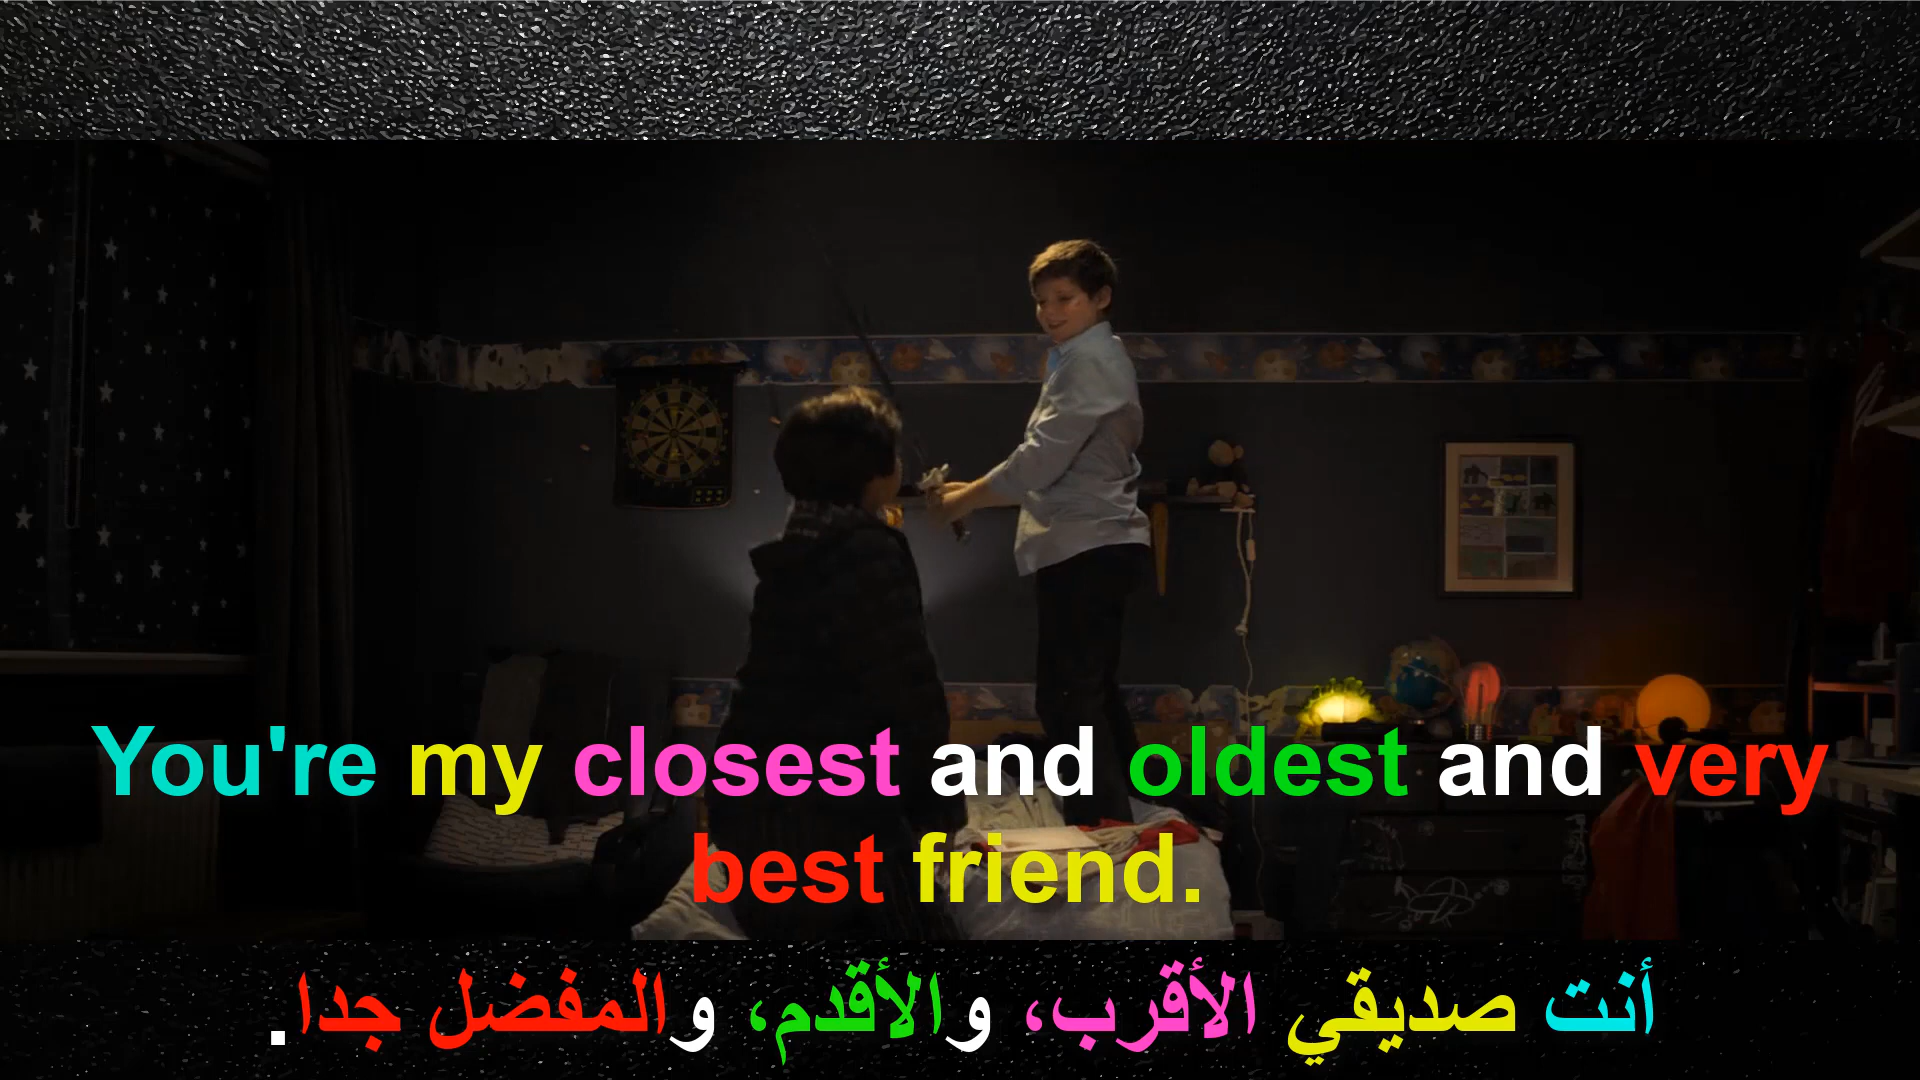 You're my closest and oldest and very
best friend.
أنت صديقي الأقرب، والأقدم، والمفضل جدا.